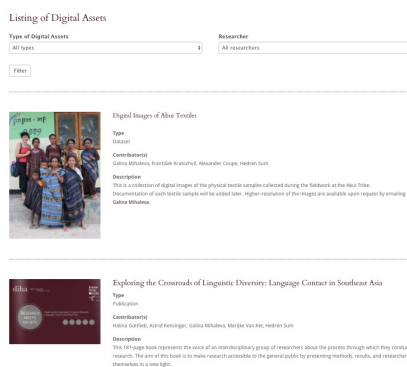 Listing of Digital Assets
Type of Digital Assets
Researcher
All types
All researchers
Filter
Digital Images of Abui Textiles
Type
Dataset
Contributor(s)
Galina Mihaleva, František Kratochvíl, Alexander Coupe, Hedren Sum
Description
This is a collection of digital images of the physical textile samples collected during the fieldwork at the Abui Tribe.
Documentation of each textile sample will be added later. Higher-resolution of the images are available upon request by emailing
Galina Mihaleva.
diha
RESEARCH
MEETS
SOCIETY
Exploring the Crossroads of Linguistic Diversity: Language Contact in Southeast Asia
Type
Publication
Contributor(s)
Halina Gottlieb, Astrid Kensinger, Galina Mihaleva, Marijke Van Ket, Hedren Sum
Description
This 181-page book represents the voice of an interdisciplinary group of researchers about the process through which they condu
research. The aim of this book is to make research accessible to the general public by presenting methods, results, and researcher
themselves in a new light.